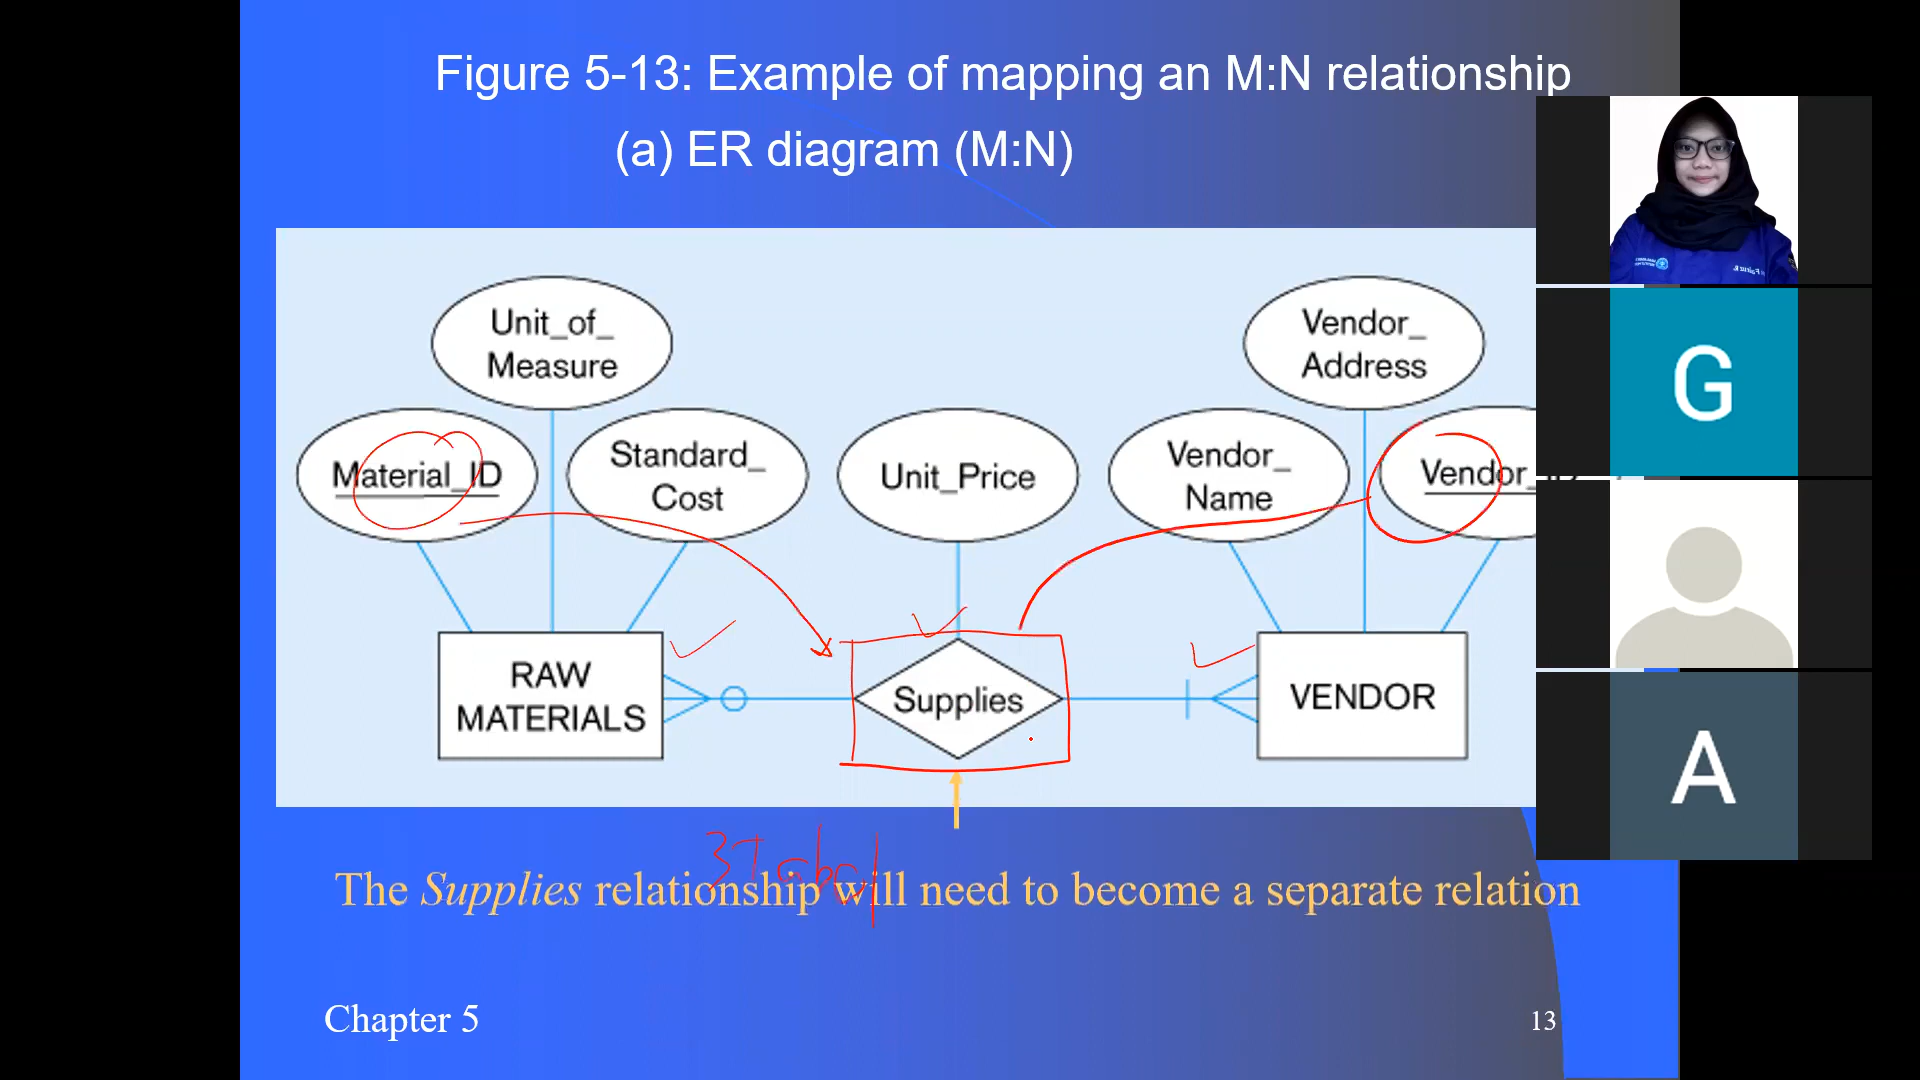 Figure 5-13: Example of mapping an M:N relationship
(a) ER diagram (M:N)
Unit_of_
Measure
Vendor_
Address
Material_ID
Standard_
Cost
Unit_Price
Vendor_
Name
Vendor_
RAW
MATERIALS
Supplies
VENDOR
3 Tabel
The Supplies relationship will need to become a separate relation
Chapter 5
13
G
A